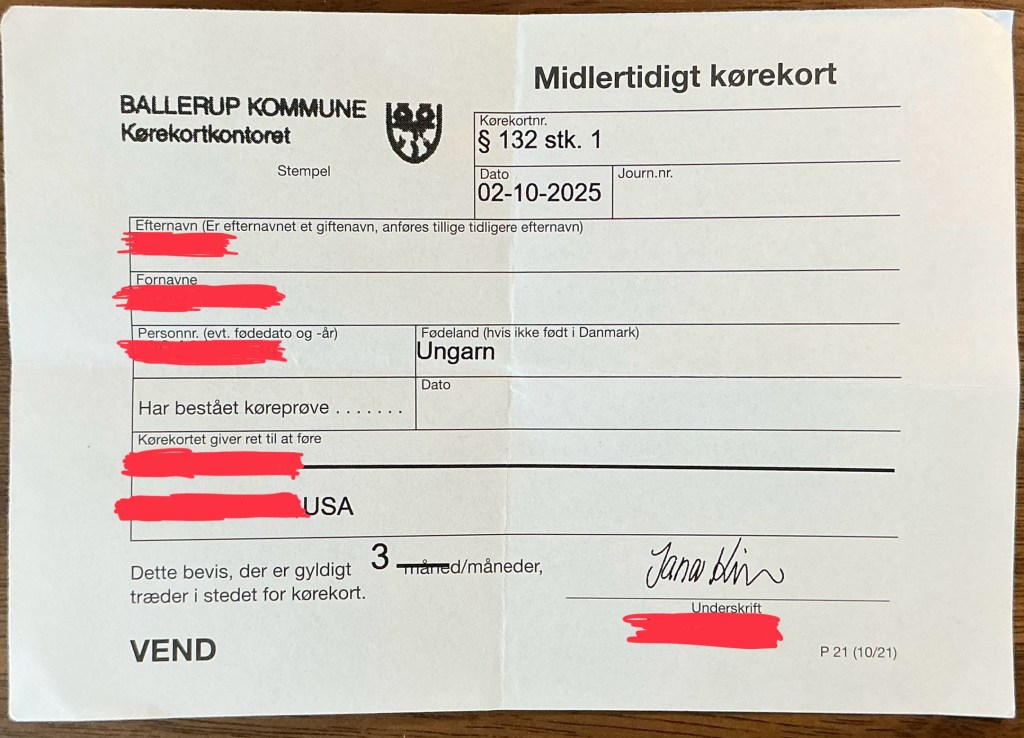 Midlertidigt kørekort
BALLERUP KOMMUNE
Kørekortkontoret
Stempel
Kørekortnr.
§ 132 stk. 1
Dato
02-10-2025
Journ.nr.
Efternavn (Er efternavnet et giftenavn, anføres tillige tidligere efternavn)
Fornavne
Personnr. (evt. fødedato og -år)
Fødeland (hvis ikke født i Danmark)
Ungarn
Har bestået køreprøve . . . . . . .
Dato
Kørekortet giver ret til at føre
USA
Dette bevis, der er gyldigt 3 måned/måneder,
træder i stedet for kørekort.
Underskrift
VEND
P 21 (10/21)